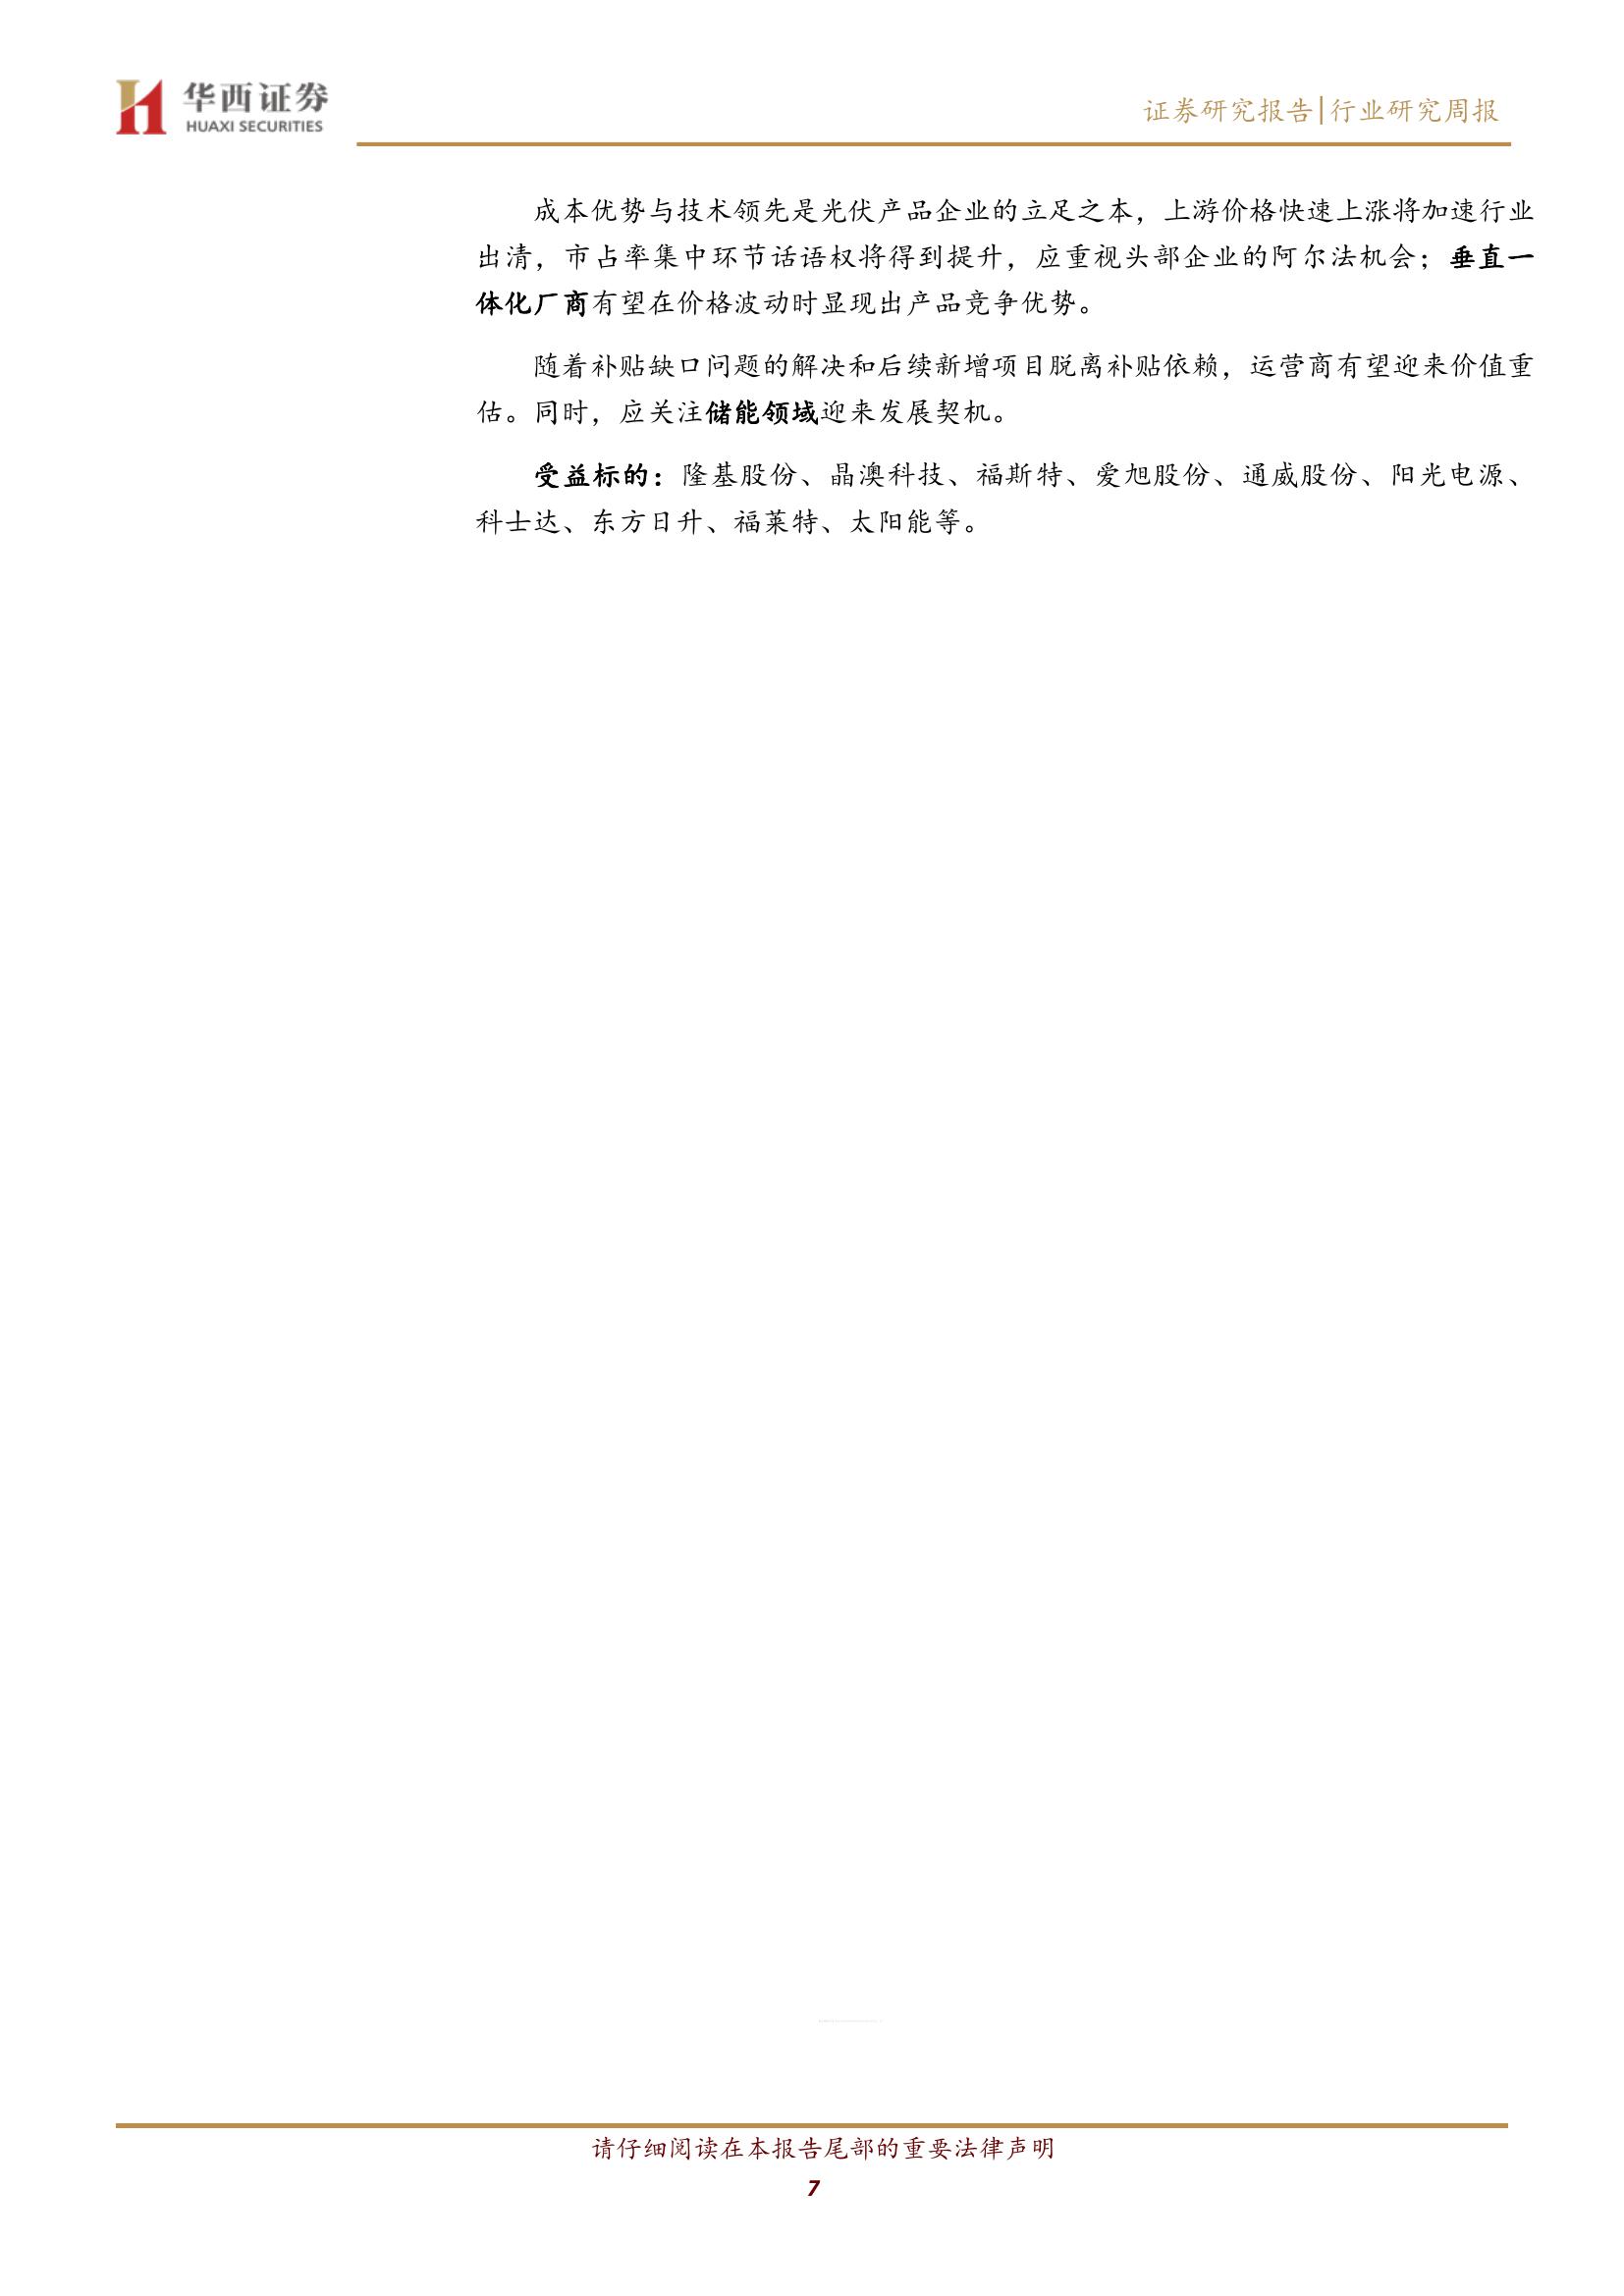 华西证券
HUAXI SECURITIES
证券研究报告|行业研究周报
成本优势与技术领先是光伏产品企业的立足之本，上游价格快速上涨将加速行业
出清，市占率集中环节话语权将得到提升，应重视头部企业的阿尔法机会；垂直一
体化厂商有望在价格波动时显现出产品竞争优势。
随着补贴缺口问题的解决和后续新增项目脱离补贴依赖，运营商有望迎来价值重
估。同时，应关注储能领域迎来发展契机。
受益标的：隆基股份、晶澳科技、福斯特、爱旭股份、通威股份、阳光电源、
科士达、东方日升、福莱特、太阳能等。
请仔细阅读在本报告尾部的重要法律声明
7